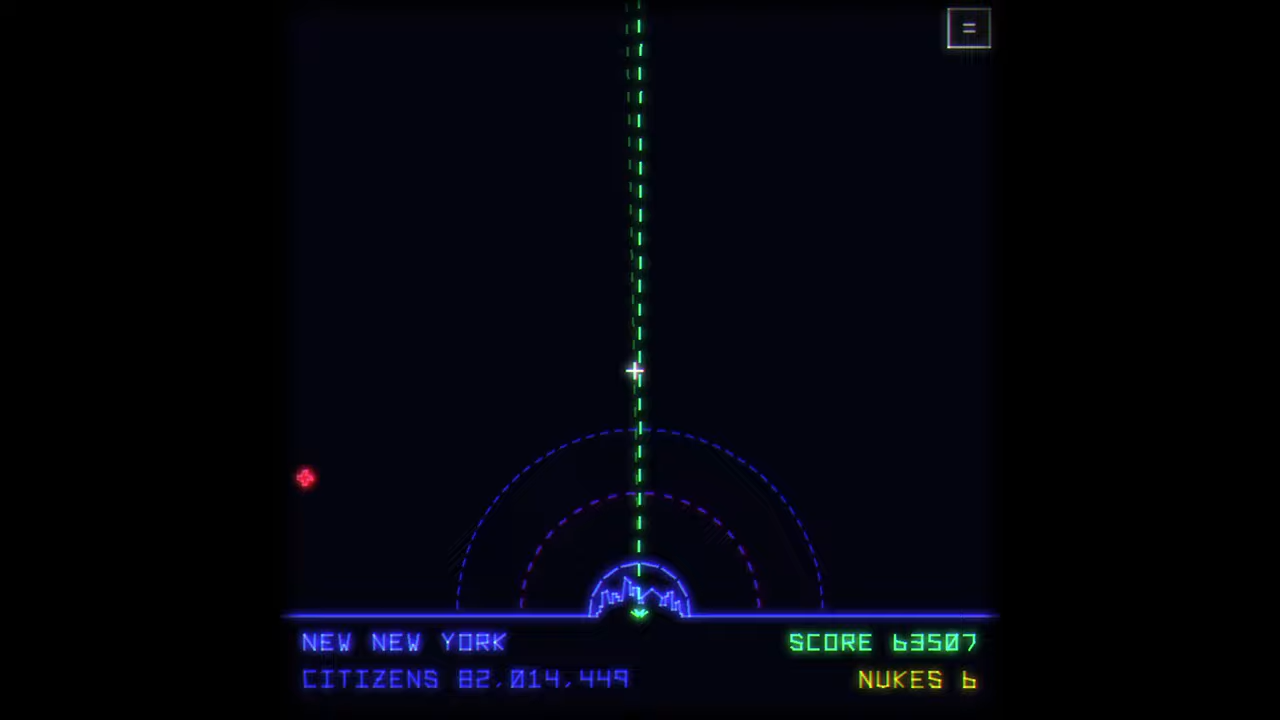 NEW NEW YORK
SCORE 63507
CITIZENS 82,014,449
NUKES 6